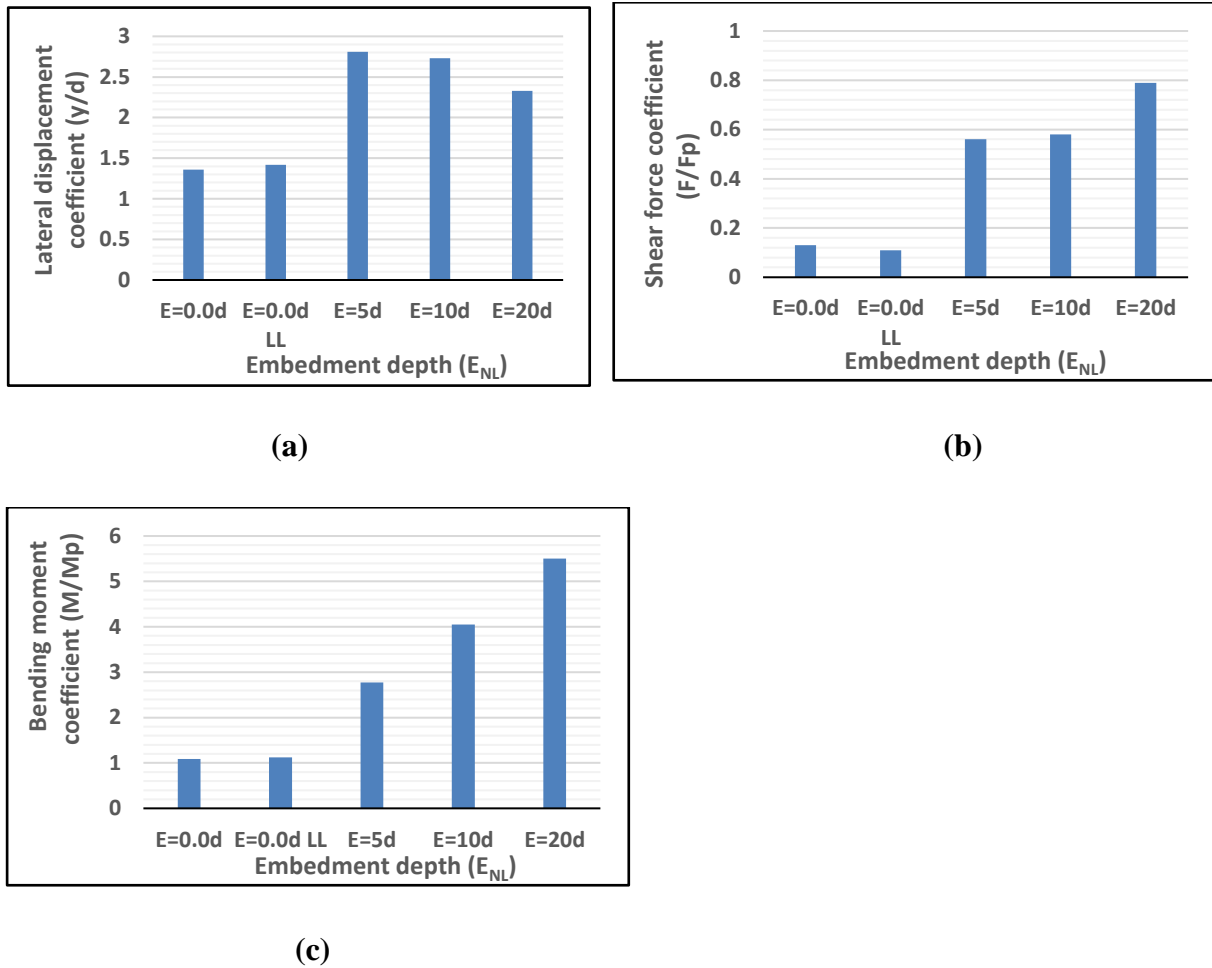 Lateral displacement
coefficient (y/d)
3
2.5
2
1.5
1
0.5
0
E=0.0d E=0.0d E=5d E=10d E=20d
LL
Embedment depth (E_NL)
(a)
Shear force coefficient
(F/Fp)
1
0.8
0.6
0.4
0.2
0
E=0.0d E=0.0d E=5d E=10d E=20d
LL
Embedment depth (E_NL)
(b)
Bending moment
coefficient (M/Mp)
6
5
4
3
2
1
0
E=0.0d E=0.0d LL E=5d E=10d E=20d
Embedment depth (E_NL)
(c)